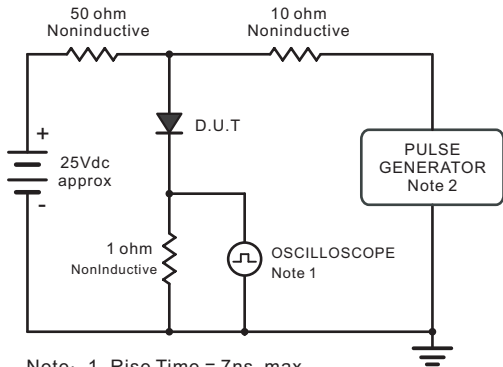 50 ohm
Noninductive
10 ohm
Noninductive
D.U.T
+
25Vdc
approx
-
PULSE
GENERATOR
Note 2
1 ohm
NonInductive
OSCILLOSCOPE
Note 1
Note: 1. Rise Time = 7ns, max.